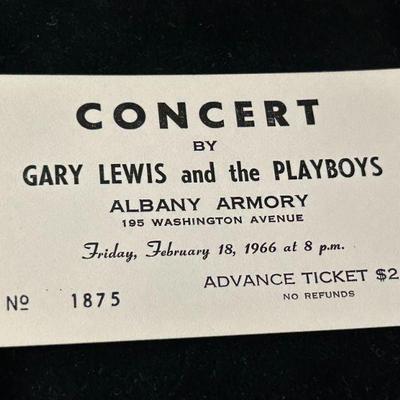 CONCERT
BY
GARY LEWIS and the PLAYBOYS
ALBANY ARMORY
195 WASHINGTON AVENUE
Friday, February 18, 1966 at 8 p.m.
ADVANCE TICKET $2
NO REFUNDS
Nº 1875